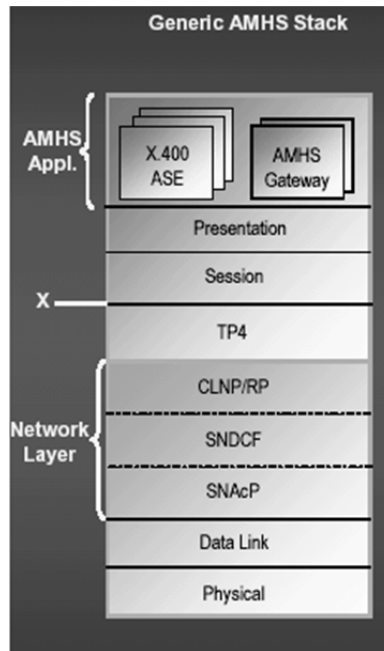 Generic AMHS Stack
AMHS
Appl.
X.400
ASE
AMHS
Gateway
Presentation
Session
X
TP4
CLNP/RP
Network
Layer
SNDCF
SNAcP
Data Link
Physical